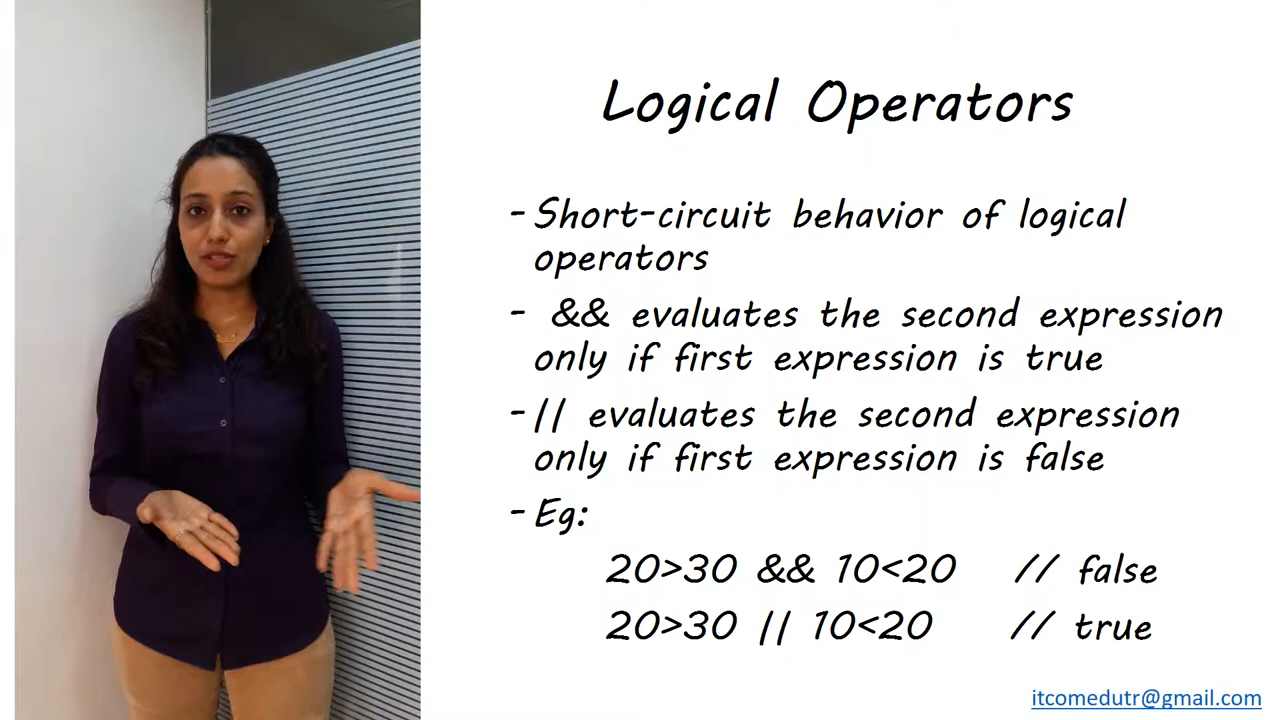 Logical Operators
- Short-circuit behavior of logical
operators
- && evaluates the second expression
only if first expression is true
- || evaluates the second expression
only if first expression is false
- Eg:
20>30 && 10<20 // false
20>30 || 10<20 // true
itcomedutr@gmail.com